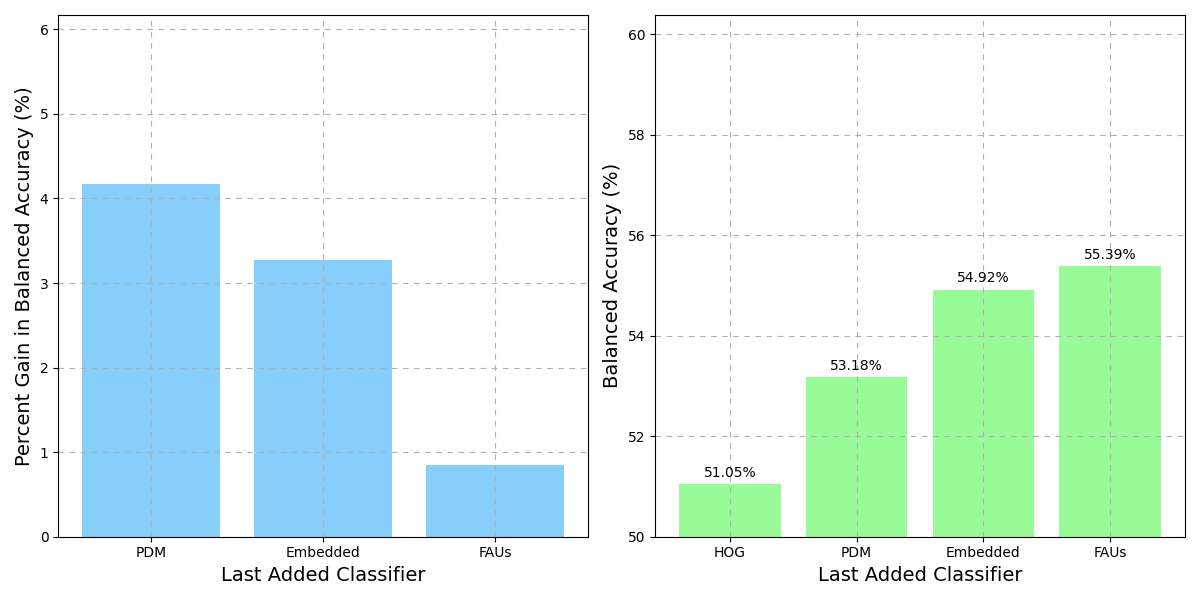 Percent Gain in Balanced Accuracy (%)
6
5
4
3
2
1
0
PDM Embedded FAUs
Last Added Classifier
Balanced Accuracy (%)
60
58
56
54
52
50
51.05%
53.18%
54.92%
55.39%
HOG PDM Embedded FAUs
Last Added Classifier